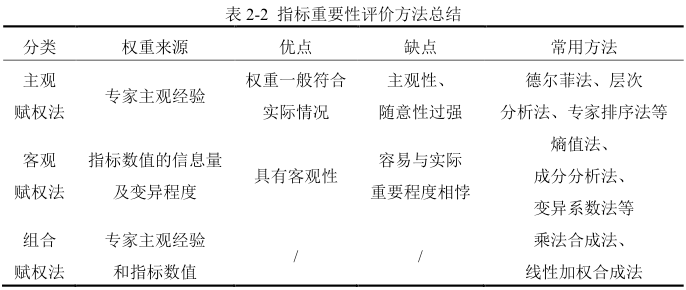 表 2-2 指标重要性评价方法总结
分类 权重来源 优点 缺点 常用方法
主观 权重一般符合 主观性、 德尔菲法、层次
专家主观经验
赋权法 实际情况 随意性过强 分析法、专家排序法等
熵值法、
客观 指标数值的信息量 容易与实际
具有客观性 成分分析法、
赋权法 及变异程度 重要程度相悖
变异系数法等
组合 专家主观经验 乘法合成法、
/ /
赋权法 和指标数值 线性加权合成法